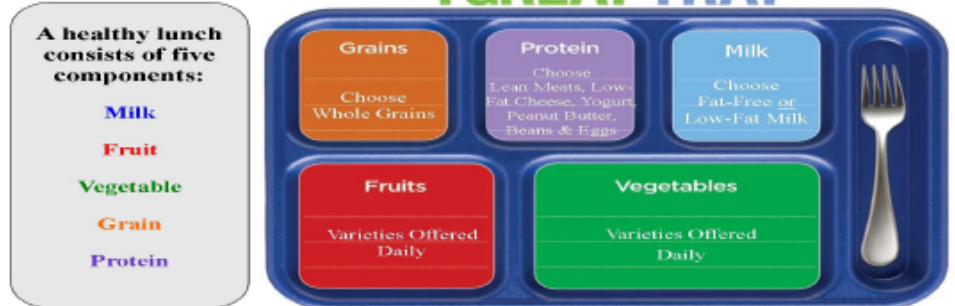 A healthy lunch
consists of five
components:
Milk
Fruit
Vegetable
Grain
Protein
Grains
Choose
Whole Grains
Protein
Choose
Lean Meats, Low-
Fat Cheese, Yogurt,
Peanut Butter,
Beans & Eggs
Milk
Choose
Fat-Free or
Low-Fat Milk
Fruits
Varieties Offered
Daily
Vegetables
Varieties Offered
Daily